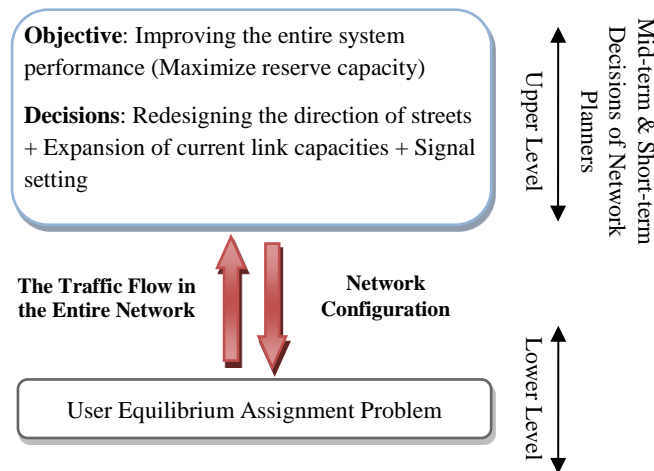 Objective: Improving the entire system
performance (Maximize reserve capacity)
Decisions: Redesigning the direction of streets
+ Expansion of current link capacities + Signal
setting
Upper Level
Mid-term & Short-term
Decisions of Network
Planners
The Traffic Flow in
the Entire Network
Network
Configuration
User Equilibrium Assignment Problem
Lower Level